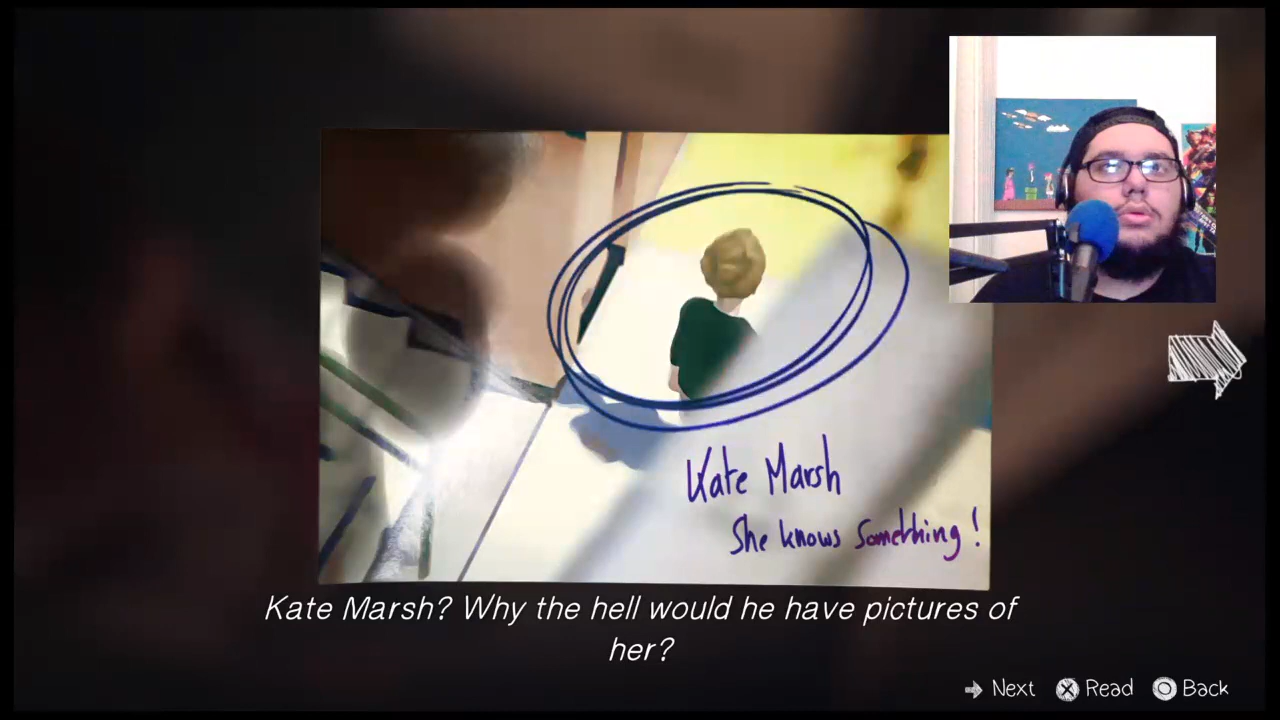 Kate Marsh
She knows something!
Kate Marsh? Why the hell would he have pictures of
her?
Next Read Back